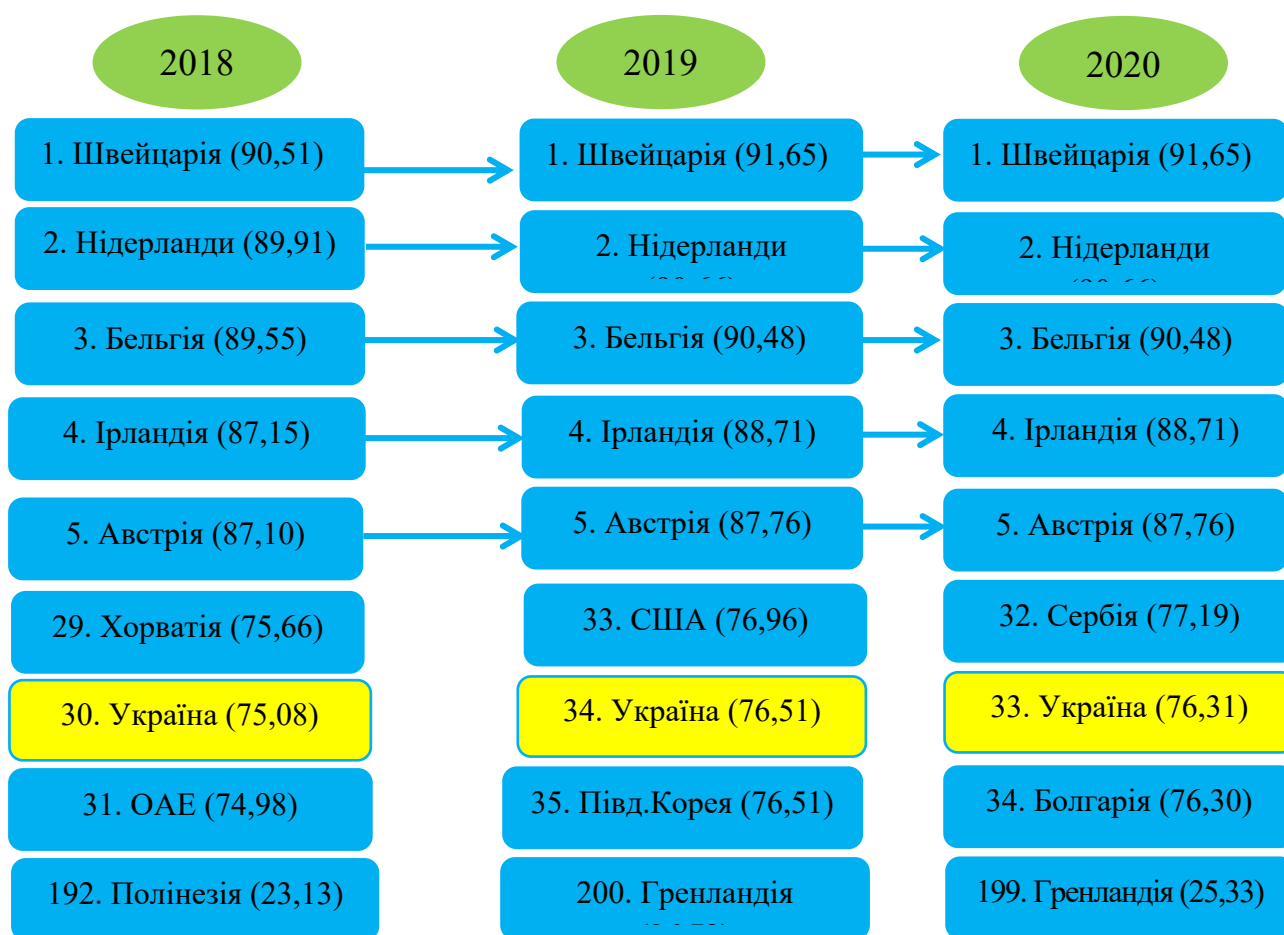 2018
2019
2020
1. Швейцарія (90,51)
1. Швейцарія (91,65)
1. Швейцарія (91,65)
2. Нідерланди (89,91)
2. Нідерланди
2. Нідерланди
3. Бельгія (89,55)
3. Бельгія (90,48)
3. Бельгія (90,48)
4. Ірландія (87,15)
4. Ірландія (88,71)
4. Ірландія (88,71)
5. Австрія (87,10)
5. Австрія (87,76)
5. Австрія (87,76)
29. Хорватія (75,66)
33. США (76,96)
32. Сербія (77,19)
30. Україна (75,08)
34. Україна (76,51)
33. Україна (76,31)
31. ОАЕ (74,98)
35. Півд.Корея (76,51)
34. Болгарія (76,30)
192. Полінезія (23,13)
200. Гренландія
199. Гренландія (25,33)